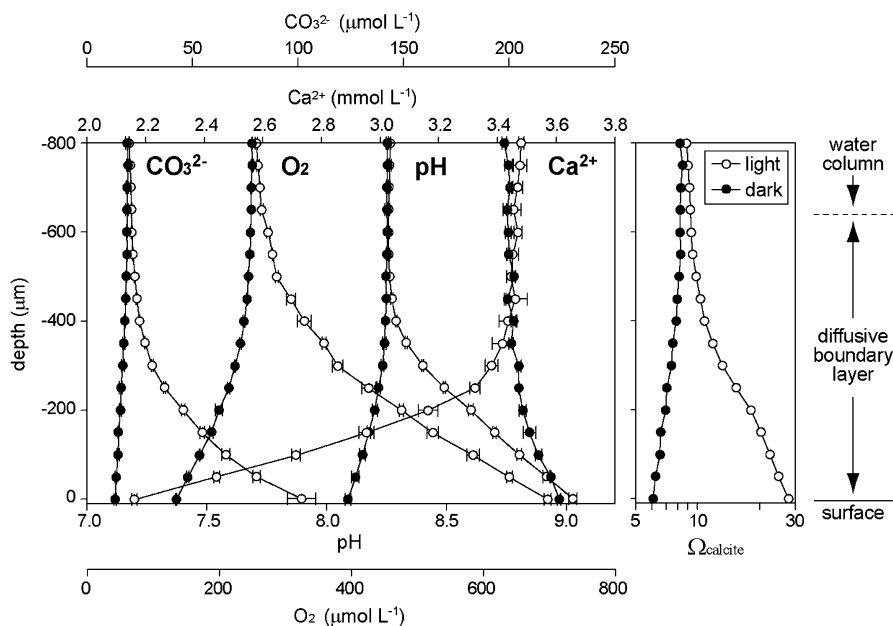 CO₃²⁻ (μmol L⁻¹)
0 50 100 150 200 250
Ca²⁺ (mmol L⁻¹)
2.0 2.2 2.4 2.6 2.8 3.0 3.2 3.4 3.6 3.8
-800
-600
-400
-200
0
depth (μm)
CO₃²⁻ O₂ pH Ca²⁺
7.0 7.5 8.0 8.5 9.0
pH
0 200 400 600 800
O₂ (μmol L⁻¹)
light
dark
5 10 30
Ωcalcite
water
column
diffusive
boundary
layer
surface